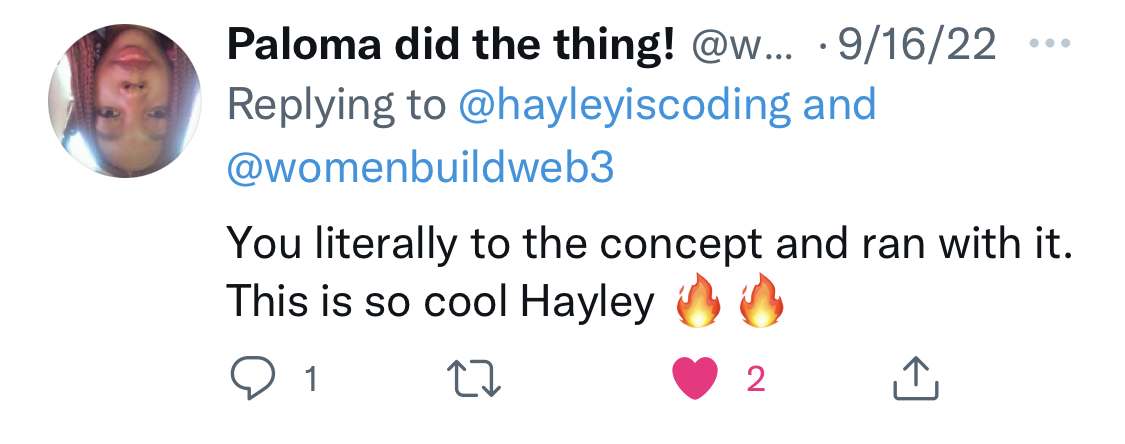 Paloma did the thing! @w... · 9/16/22
Replying to @hayleyiscoding and
@womenbuildweb3
You literally to the concept and ran with it.
This is so cool Hayley 🔥 🔥
1 2